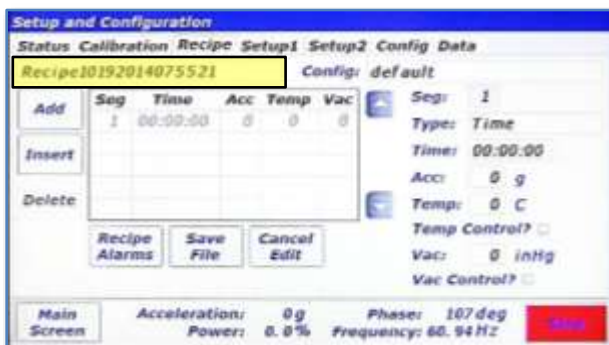 Setup and Configuration
Status Calibration Recipe Setup1 Setup2 Config Data
Recipe10192014075521 Config: default
Add
Insert
Delete
Seg Time Acc Temp Vac
1 00:00:00 0 0 0
Seg: 1
Type: Time
Time: 00:00:00
Acc: 0 g
Temp: 0 C
Temp Control?
Vac: 0 inHg
Vac Control?
Recipe Alarms
Save File
Cancel Edit
Main Screen
Acceleration: 0 g Phase: 107 deg
Power: 0.0% Frequency: 60.94 Hz
Stop